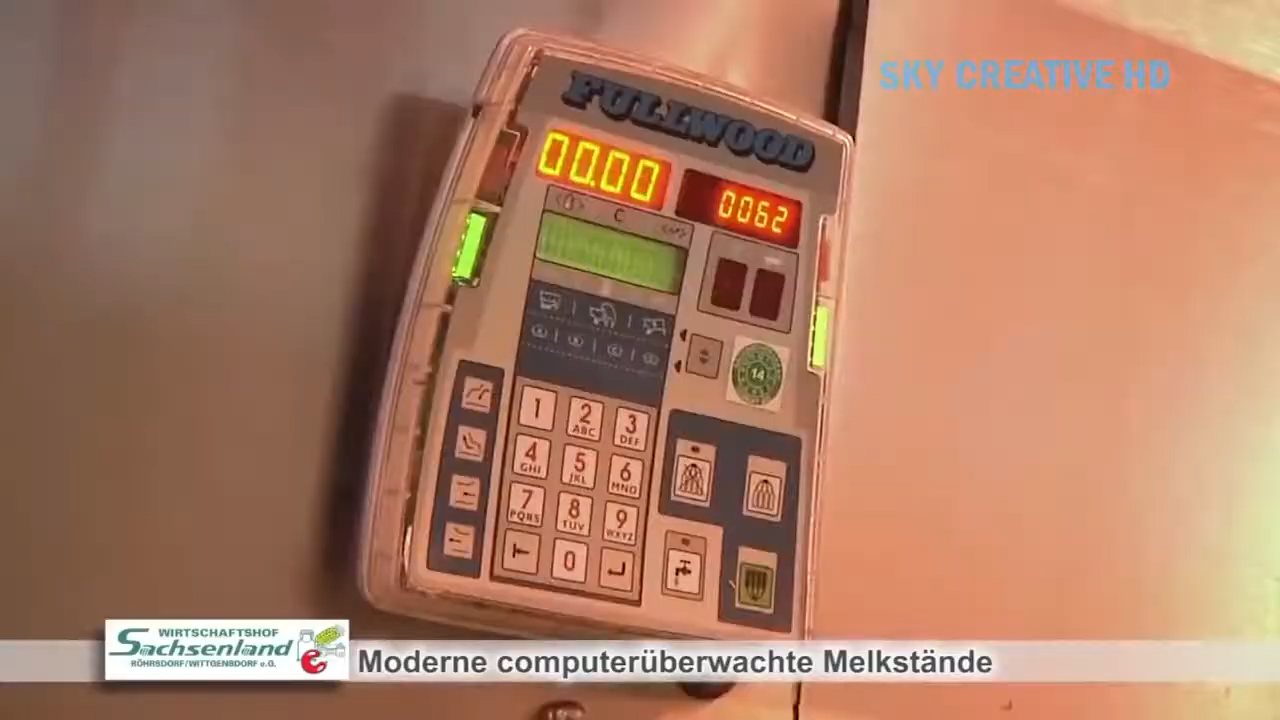 SKY CREATIVE HD
FULLWOOD
00.00
0062
C
14
1
2
ABC
3
DEF
4
GHI
5
JKL
6
MNO
7
PQRS
8
TUV
9
WXYZ
0
WIRTSCHAFTSHOF
Sachsenland
RÖHRSDORF/WITTGENSDORF e.G.
Moderne computerüberwachte Melkstände